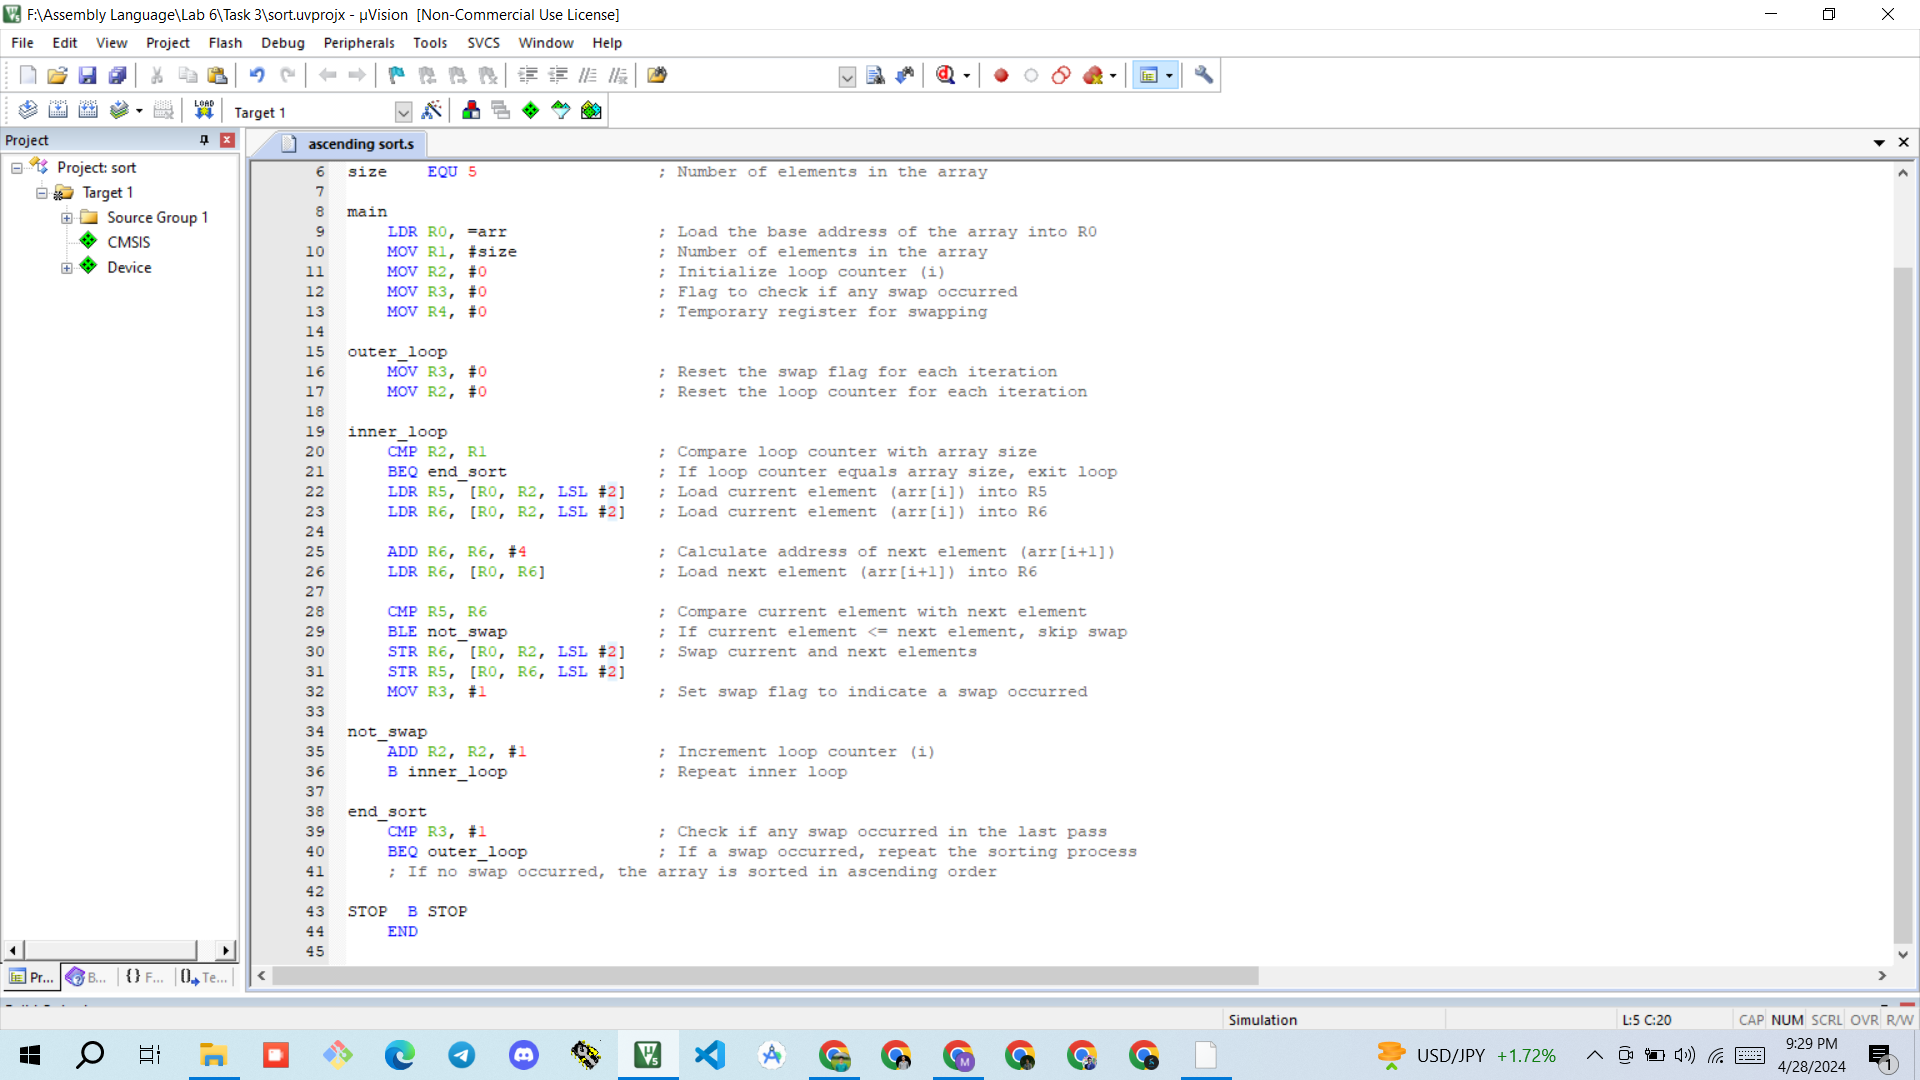 F:\Assembly Language\Lab 6\Task 3\sort.uvprojx - µVision [Non-Commercial Use License]
File Edit View Project Flash Debug Peripherals Tools SVCS Window Help
LOAD Target 1
Project
ascending sort.s
Project: sort
Target 1
Source Group 1
CMSIS
Device
6 size EQU 5 ; Number of elements in the array
7
8 main
9 LDR R0, =arr ; Load the base address of the array into R0
10 MOV R1, #size ; Number of elements in the array
11 MOV R2, #0 ; Initialize loop counter (i)
12 MOV R3, #0 ; Flag to check if any swap occurred
13 MOV R4, #0 ; Temporary register for swapping
14
15 outer_loop
16 MOV R3, #0 ; Reset the swap flag for each iteration
17 MOV R2, #0 ; Reset the loop counter for each iteration
18
19 inner_loop
20 CMP R2, R1 ; Compare loop counter with array size
21 BEQ end_sort ; If loop counter equals array size, exit loop
22 LDR R5, [R0, R2, LSL #2] ; Load current element (arr[i]) into R5
23 LDR R6, [R0, R2, LSL #2] ; Load current element (arr[i]) into R6
24
25 ADD R6, R6, #4 ; Calculate address of next element (arr[i+1])
26 LDR R6, [R0, R6] ; Load next element (arr[i+1]) into R6
27
28 CMP R5, R6 ; Compare current element with next element
29 BLE not_swap ; If current element <= next element, skip swap
30 STR R6, [R0, R2, LSL #2] ; Swap current and next elements
31 STR R5, [R0, R6, LSL #2]
32 MOV R3, #1 ; Set swap flag to indicate a swap occurred
33
34 not_swap
35 ADD R2, R2, #1 ; Increment loop counter (i)
36 B inner_loop ; Repeat inner loop
37
38 end_sort
39 CMP R3, #1 ; Check if any swap occurred in the last pass
40 BEQ outer_loop ; If a swap occurred, repeat the sorting process
41 ; If no swap occurred, the array is sorted in ascending order
42
43 STOP B STOP
44 END
45
Pr... B... {} F... Te...
Simulation L:5 C:20 CAP NUM SCRL OVR R/W
USD/JPY +1.72% 9:29 PM
4/28/2024
1